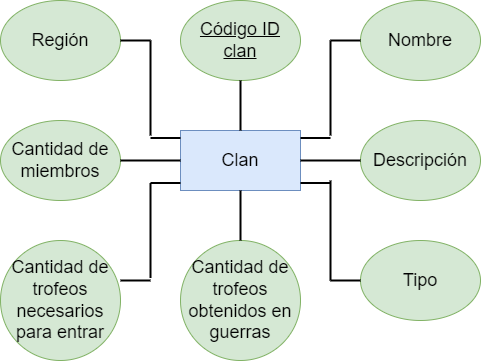 Región
Código ID
clan
Nombre
Cantidad de
miembros
Clan
Descripción
Cantidad de
trofeos
necesarios
para entrar
Cantidad de
trofeos
obtenidos en
guerras
Tipo